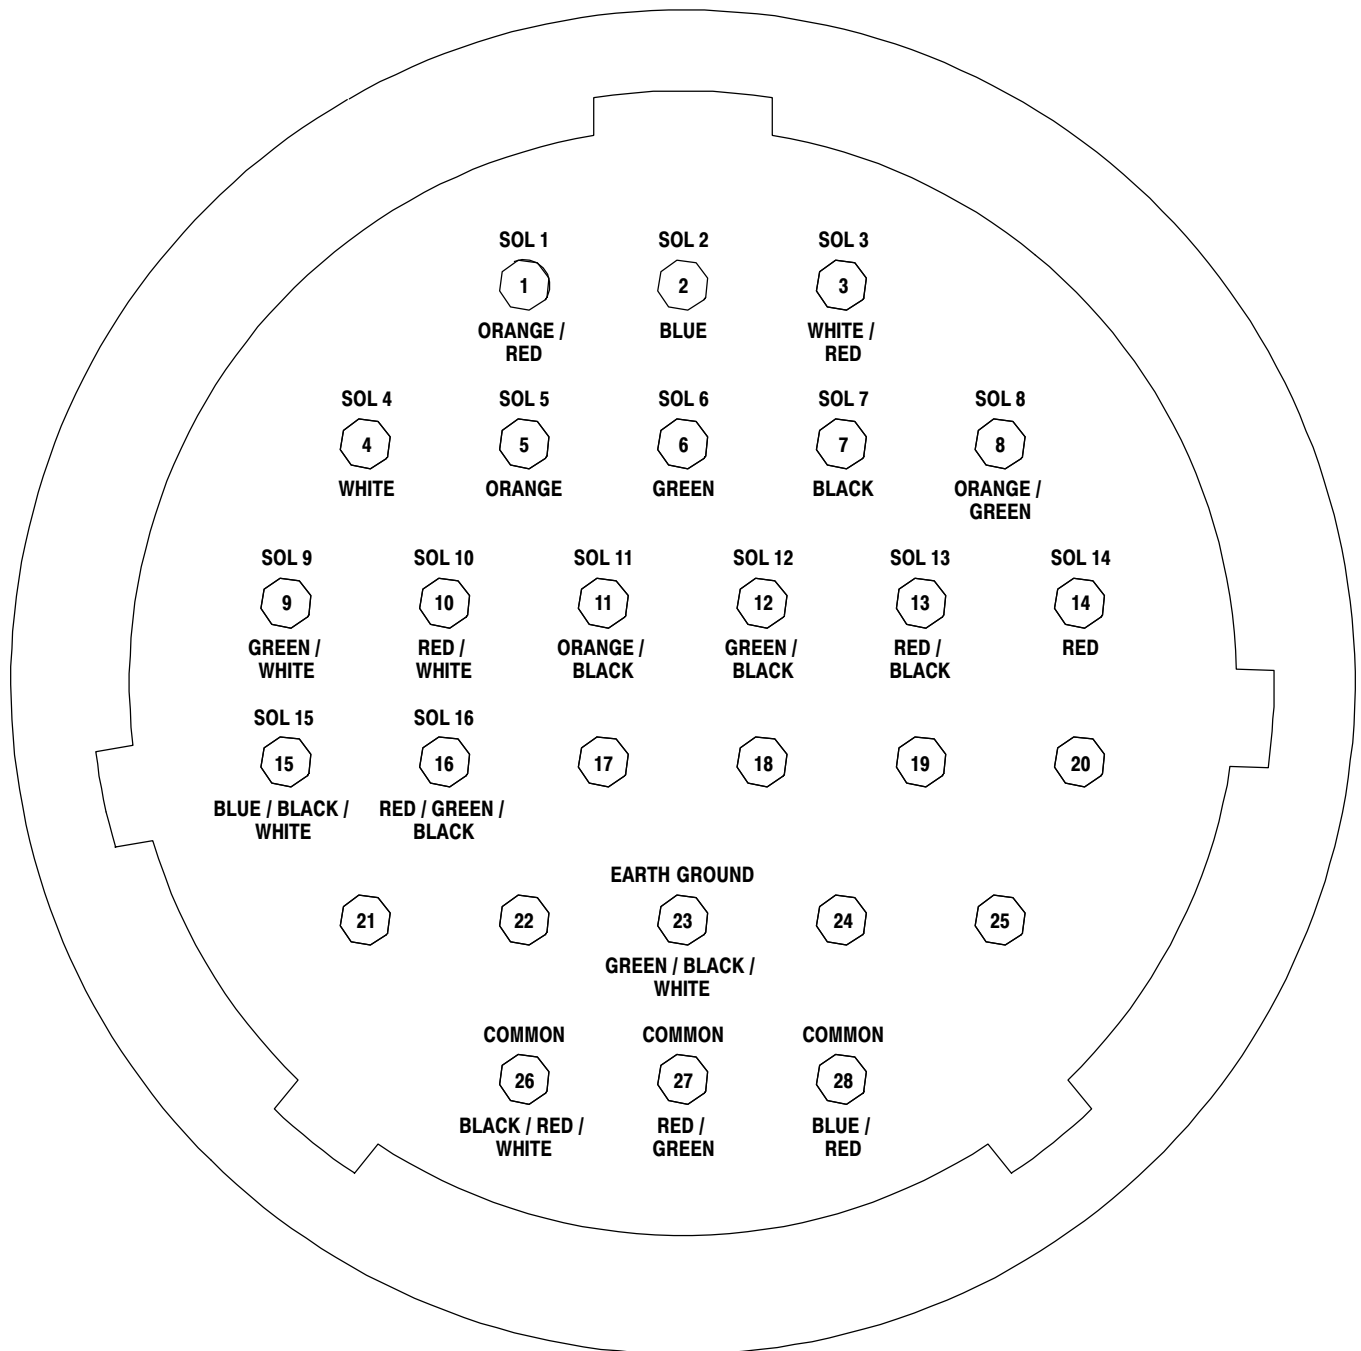 SOL 1 SOL 2 SOL 3
1 2 3
ORANGE / BLUE WHITE /
RED RED
SOL 4 SOL 5 SOL 6 SOL 7 SOL 8
4 5 6 7 8
WHITE ORANGE GREEN BLACK ORANGE /
GREEN
SOL 9 SOL 10 SOL 11 SOL 12 SOL 13 SOL 14
9 10 11 12 13 14
GREEN / RED / ORANGE / GREEN / RED / RED
WHITE WHITE BLACK BLACK BLACK
SOL 15 SOL 16
15 16 17 18 19 20
BLUE / BLACK / RED / GREEN /
WHITE BLACK
EARTH GROUND
21 22 23 24 25
GREEN / BLACK /
WHITE
COMMON COMMON COMMON
26 27 28
BLACK / RED / RED / BLUE /
WHITE GREEN RED